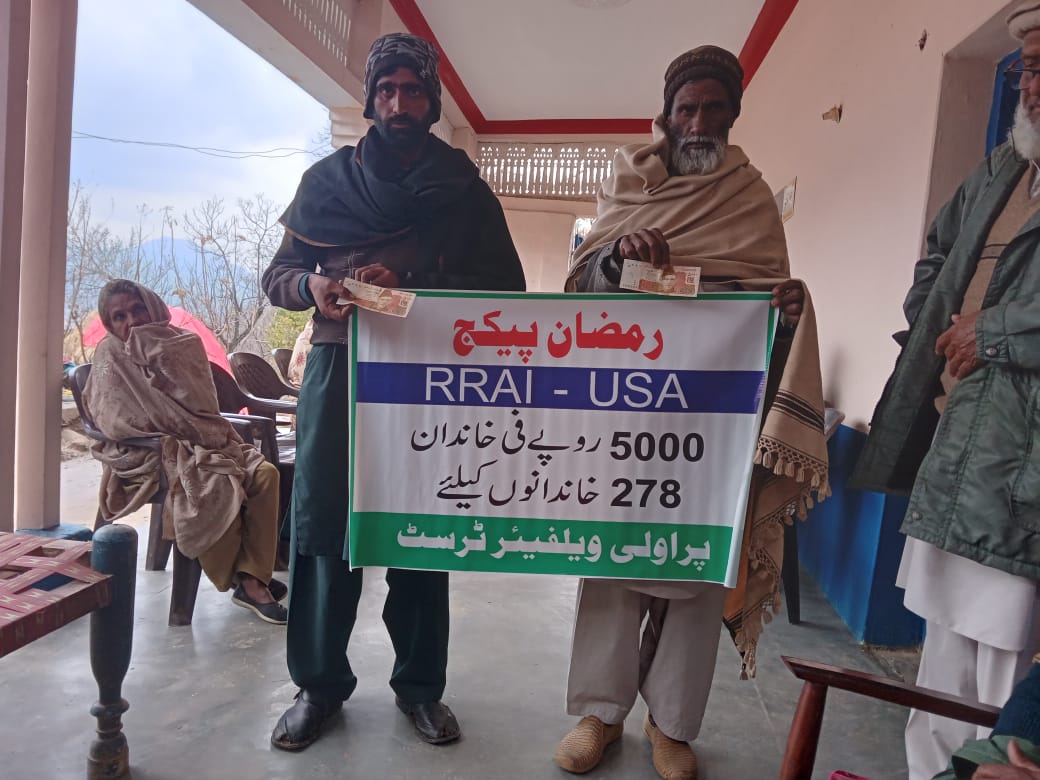 رمضان پیکج
RRAI - USA
5000 روپے فی خاندان
278 خاندانوں کیلئے
پراولی ویلفیئر ٹرسٹ